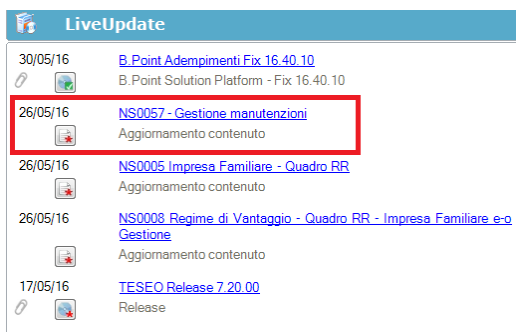 LiveUpdate
30/05/16 B.Point Adempimenti Fix 16.40.10
B.Point Solution Platform - Fix 16.40.10
26/05/16 NS0057 - Gestione manutenzioni
Aggiornamento contenuto
26/05/16 NS0005 Impresa Familiare - Quadro RR
Aggiornamento contenuto
26/05/16 NS0008 Regime di Vantaggio - Quadro RR - Impresa Familiare e-o
Gestione
Aggiornamento contenuto
17/05/16 TESEO Release 7.20.00
Release